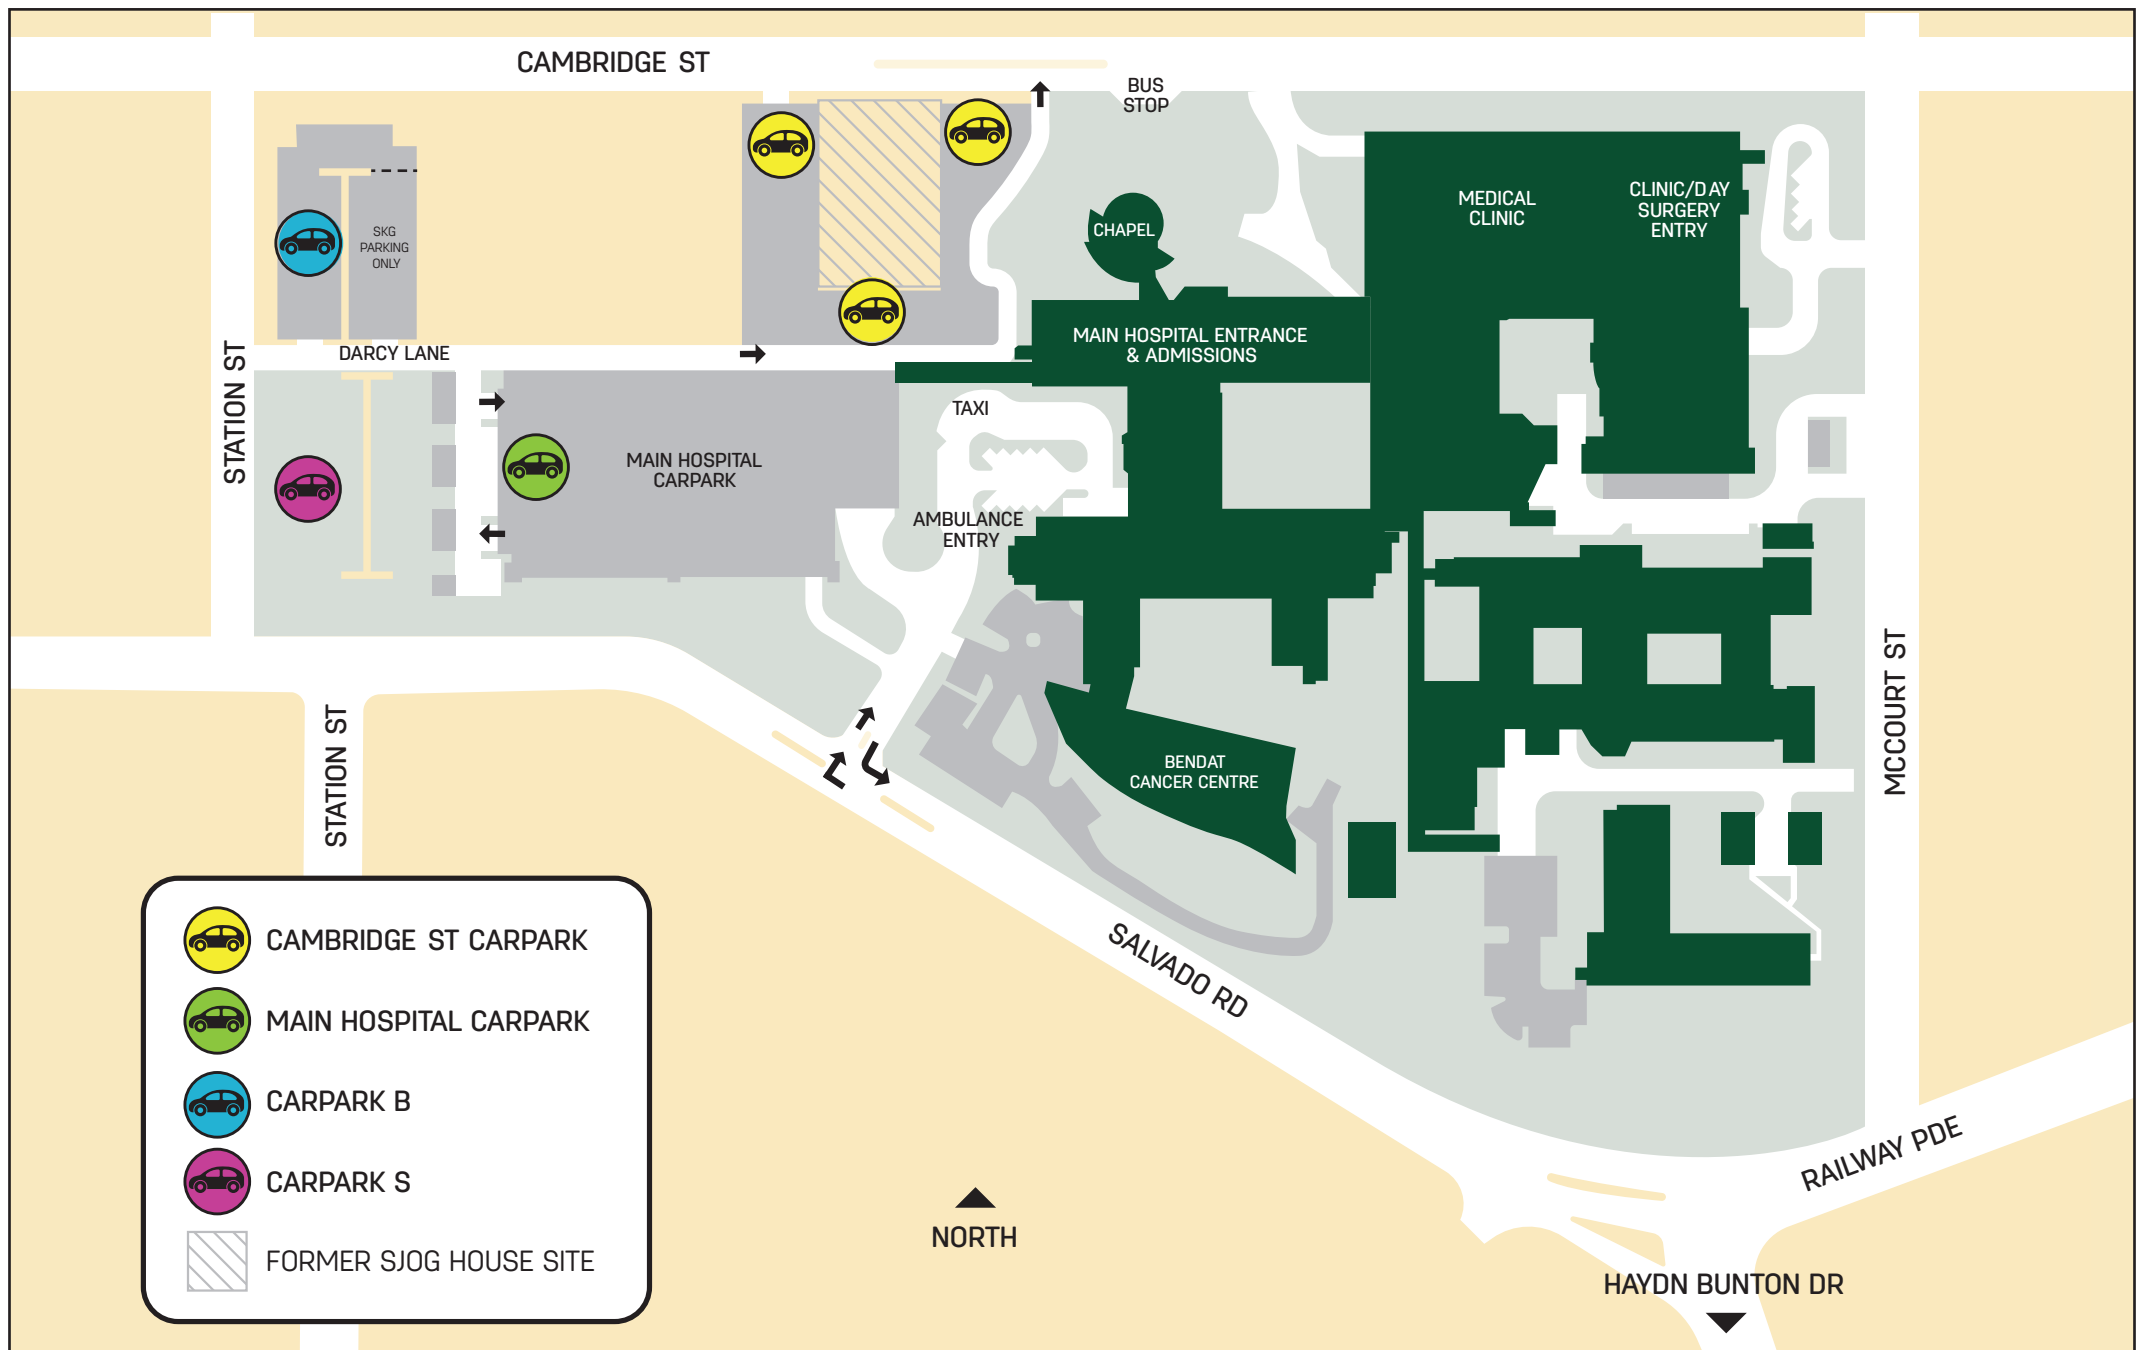 CAMBRIDGE ST
BUS
STOP
MEDICAL
CLINIC
CLINIC/DAY
SURGERY
ENTRY
CHAPEL
SKG
PARKING
ONLY
MAIN HOSPITAL ENTRANCE
& ADMISSIONS
DARCY LANE
STATION ST
TAXI
MAIN HOSPITAL
CARPARK
AMBULANCE
ENTRY
MCCOURT ST
STATION ST
BENDAT
CANCER CENTRE
SALVADO RD
CAMBRIDGE ST CARPARK
MAIN HOSPITAL CARPARK
CARPARK B
CARPARK S
FORMER SJOG HOUSE SITE
RAILWAY PDE
NORTH
HAYDN BUNTON DR